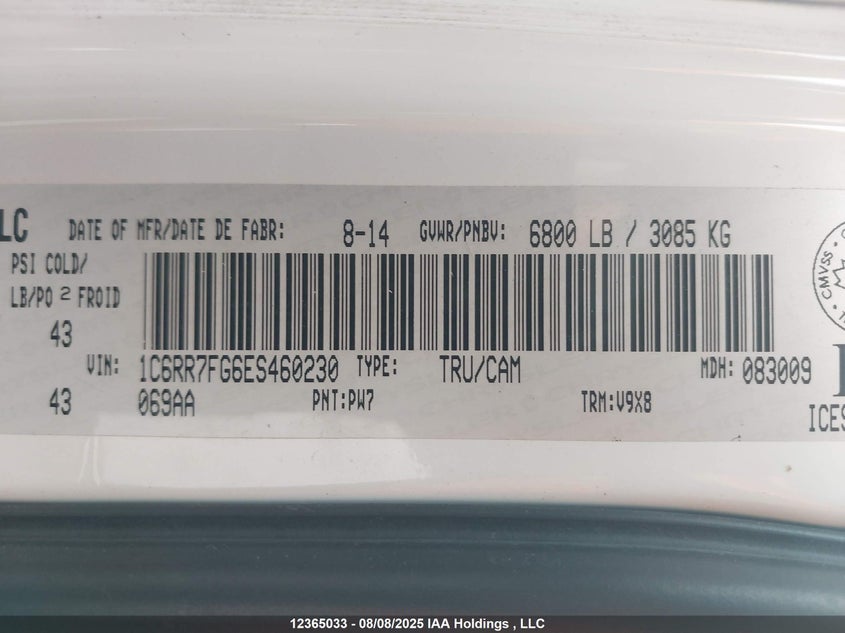 LC DATE OF MFR/DATE DE FABR: 8-14 GVWR/PNBV: 6800 LB / 3085 KG
PSI COLD/
LB/PO 2 FROID
43
VIN: 1C6RR7FG6ES460230 TYPE: TRU/CAM MDH: 083009
43 069AA PNT:PW7 TRM:V9X8
CMVSS
ICES
12365033 - 08/08/2025 IAA Holdings , LLC